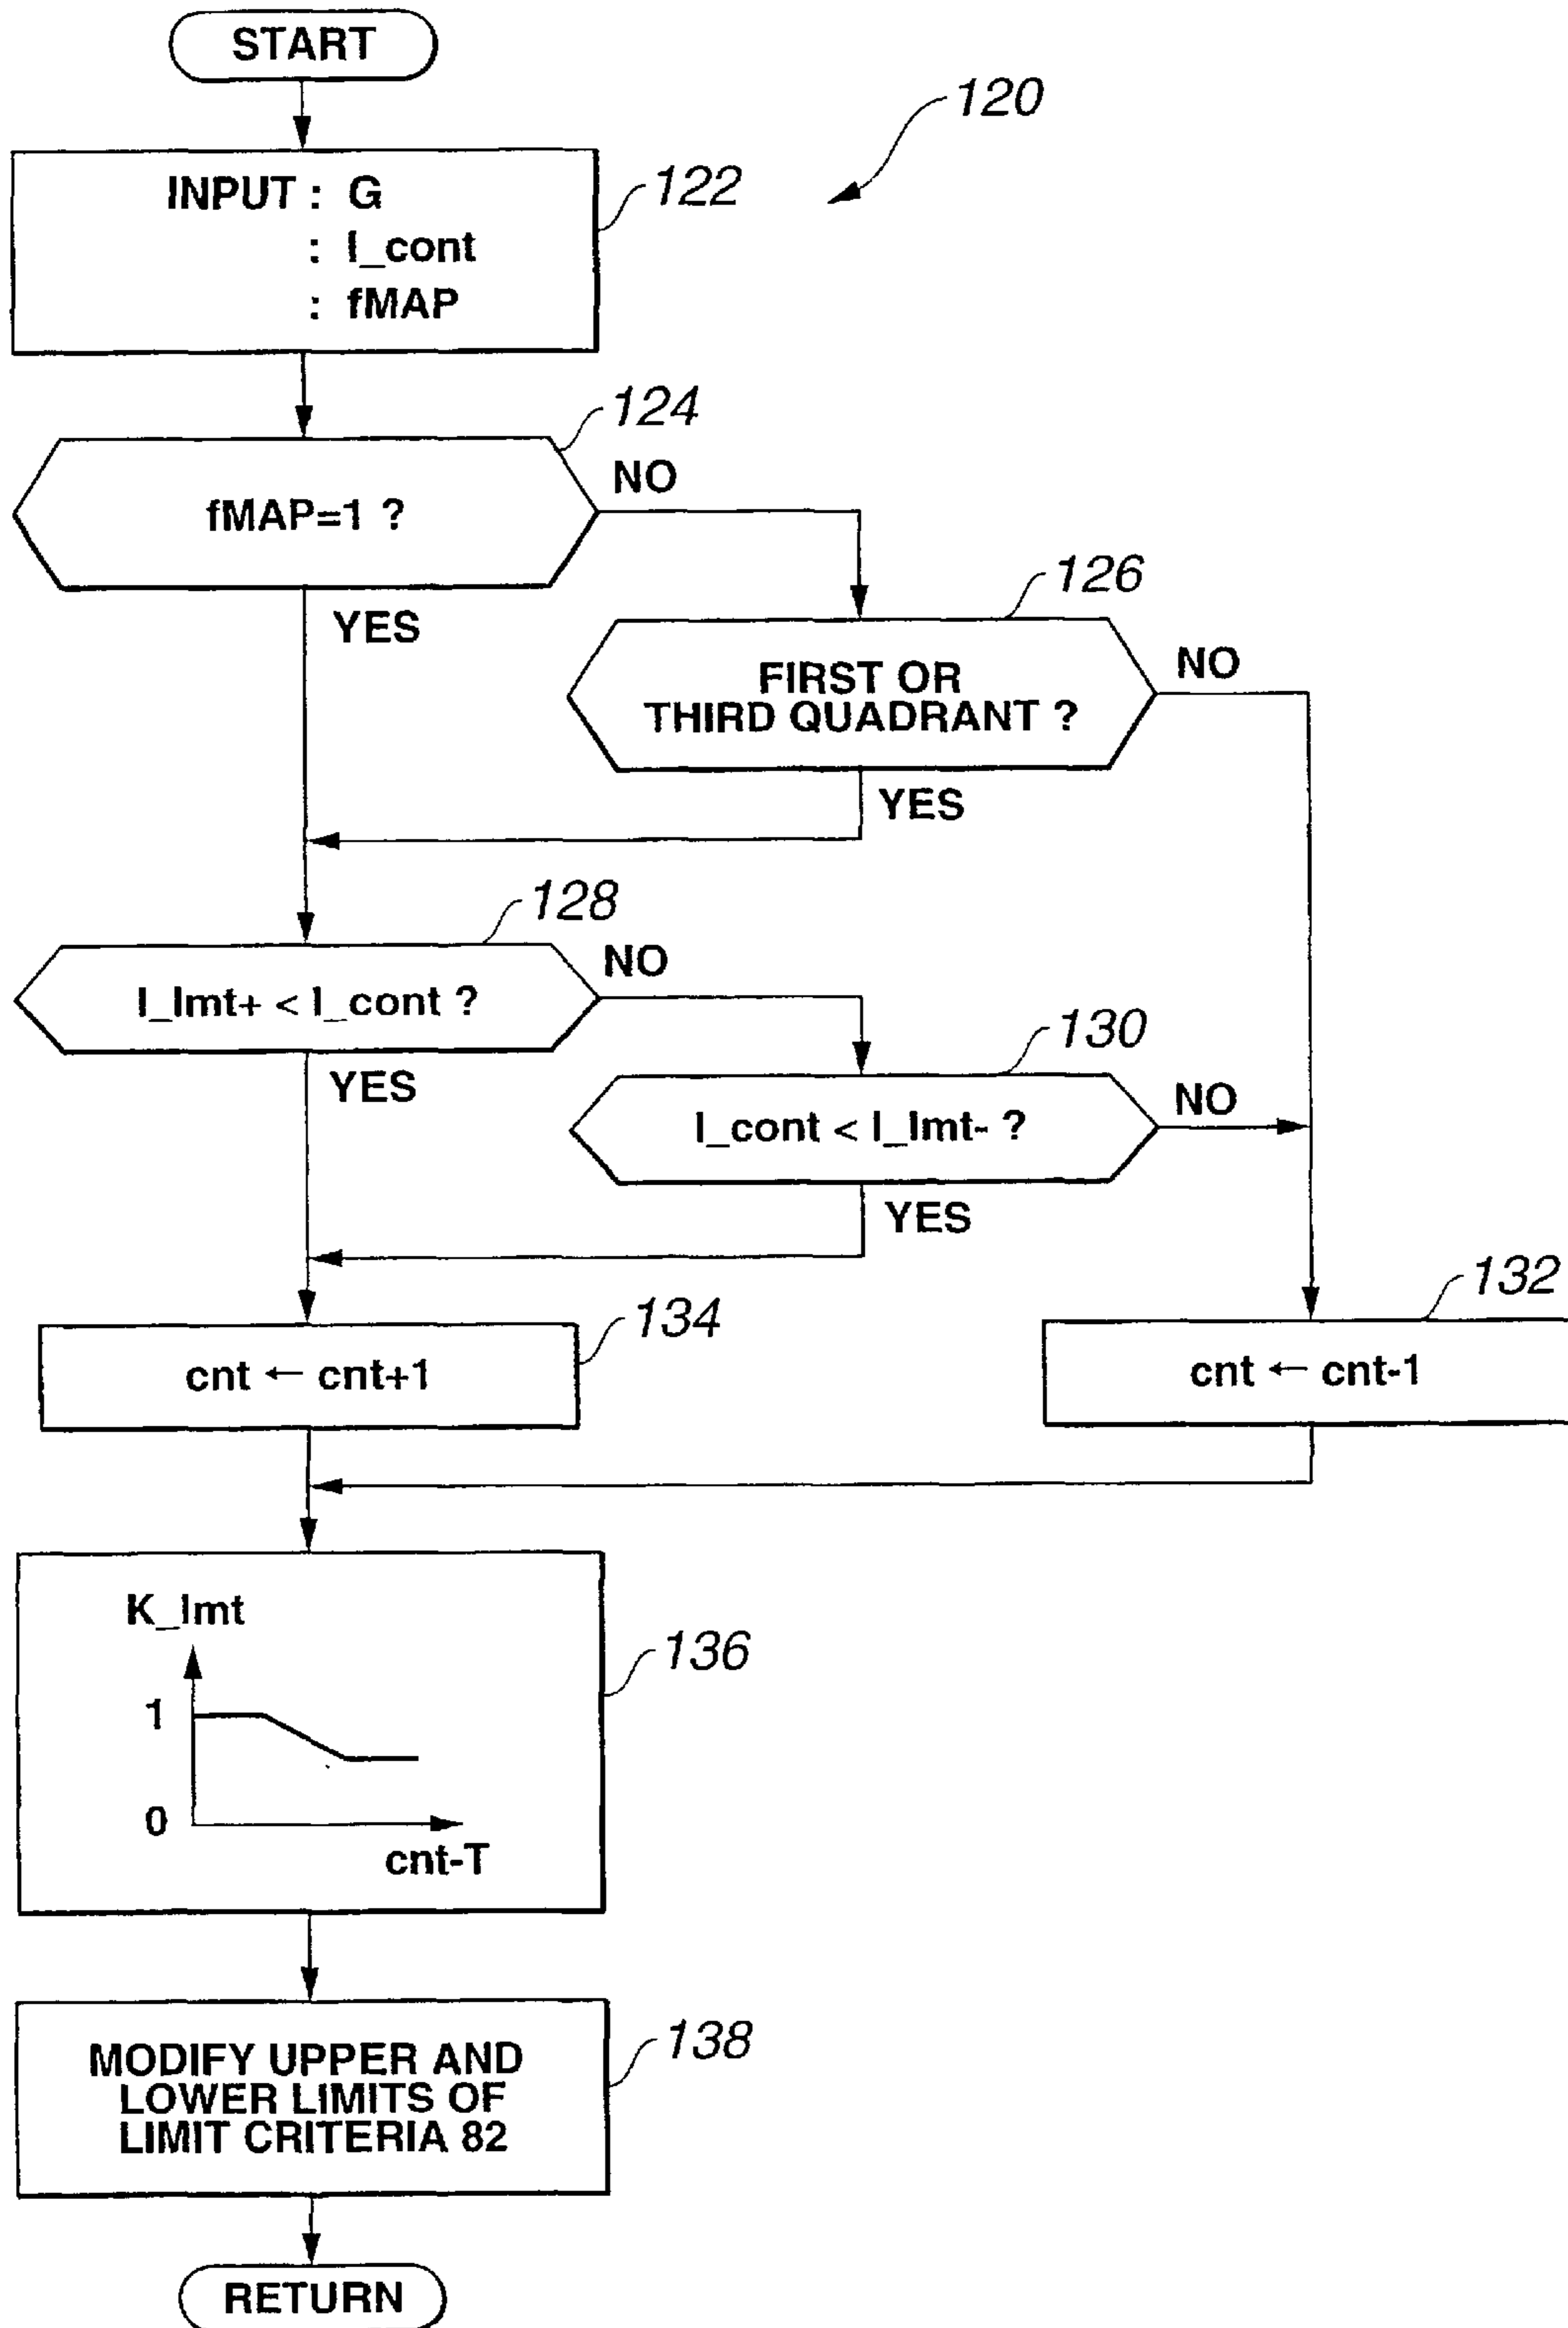 START
120
INPUT : G
: I_cont
: fMAP
122
124
fMAP=1 ?
NO
YES
126
FIRST OR
THIRD QUADRANT ?
NO
YES
128
I_lmt+ < I_cont ?
NO
YES
130
I_cont < I_lmt- ?
NO
YES
132
134
cnt ← cnt+1
cnt ← cnt-1
K_lmt
1
0
cnt-T
136
MODIFY UPPER AND
LOWER LIMITS OF
LIMIT CRITERIA 82
138
RETURN